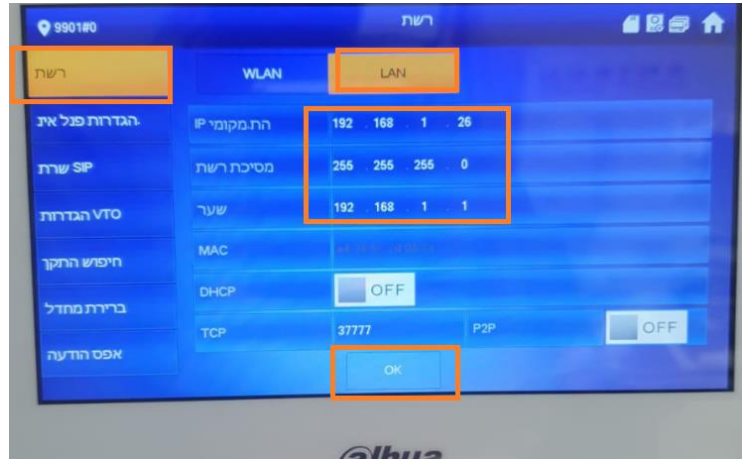 9901#0
רשת
רשת
WLAN
LAN
הגדרות פנל אינ.
הת.מקומי IP
192 . 168 . 1 . 26
שרת SIP
מסיכת רשת
255 . 255 . 255 . 0
הגדרות VTO
שער
192 . 168 . 1 . 1
חיפוש התקן
MAC
ברירת מחדל
DHCP
OFF
TCP
37777
P2P
OFF
אפס הודעה
OK
alhua